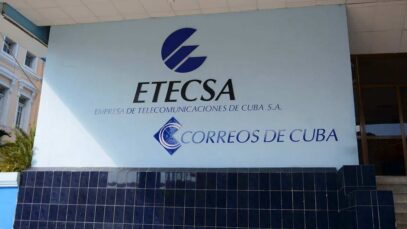 ETECSA
EMPRESA DE TELECOMUNICACIONES DE CUBA S.A.
CORREOS DE CUBA